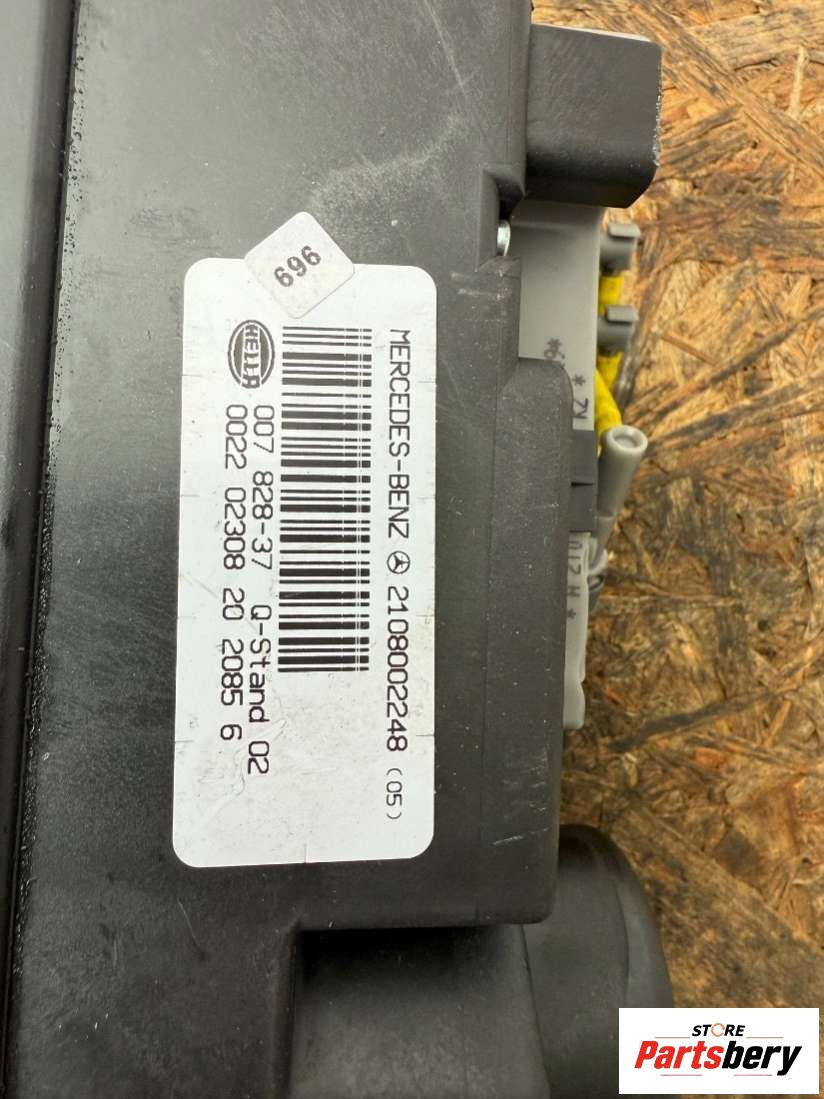 696
MERCEDES-BENZ 2108002248 (05)
HELLA
007 828-37 Q-Stand 02
0022 02308 20 2085 6
STORE
Partsbery